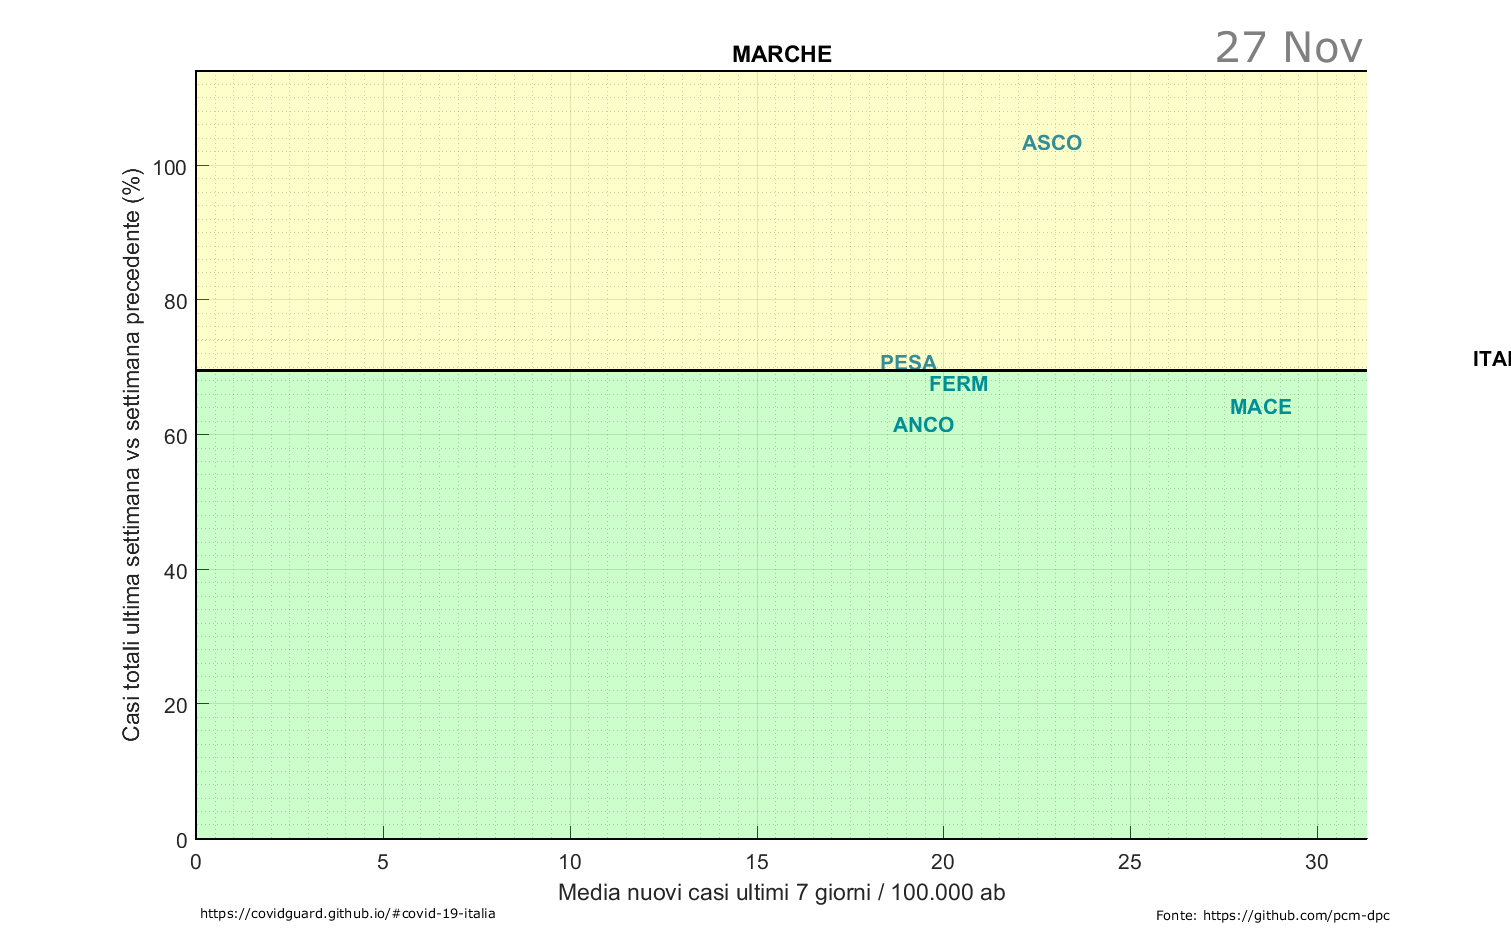 27 Nov
MARCHE
Casi totali ultima settimana vs settimana precedente (%)
100
80
60
40
20
0
ASCO
PESA
FERM
MACE
ANCO
ITAI
0 5 10 15 20 25 30
Media nuovi casi ultimi 7 giorni / 100.000 ab
https://covidguard.github.io/#covid-19-italia
Fonte: https://github.com/pcm-dpc